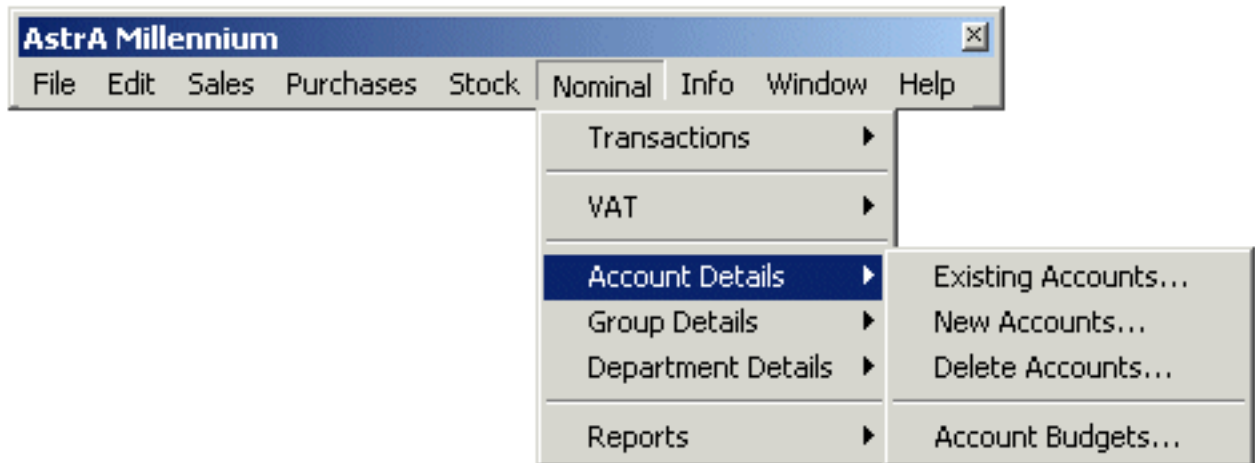 AstrA Millennium
File Edit Sales Purchases Stock Nominal Info Window Help
Transactions
VAT
Account Details
Group Details
Department Details
Reports
Existing Accounts...
New Accounts...
Delete Accounts...
Account Budgets...